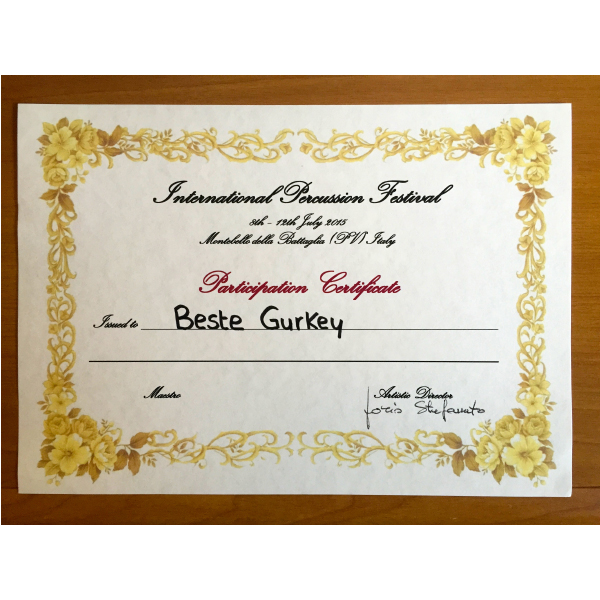 International Percussion Festival
8th - 12th July 2015
Montebello della Battaglia (PV) Italy
Participation Certificate
Issued to Beste Gurkey
Maestro
Artistic Director